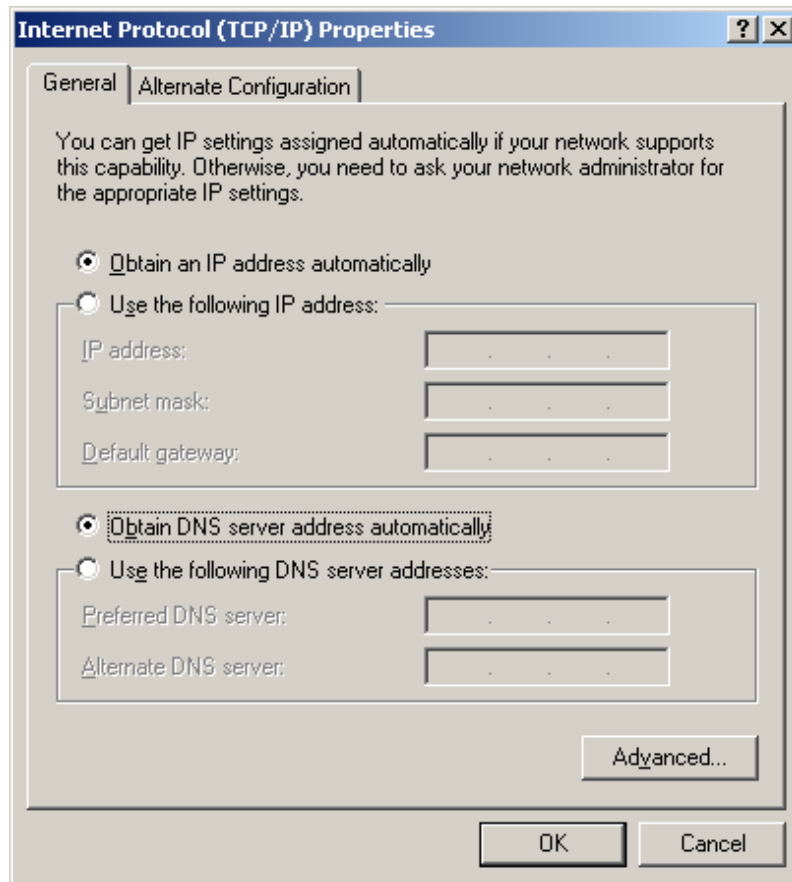 Internet Protocol (TCP/IP) Properties
General
Alternate Configuration
You can get IP settings assigned automatically if your network supports
this capability. Otherwise, you need to ask your network administrator for
the appropriate IP settings.
Obtain an IP address automatically
Use the following IP address:
IP address:
Subnet mask:
Default gateway:
Obtain DNS server address automatically
Use the following DNS server addresses:
Preferred DNS server:
Alternate DNS server:
Advanced...
OK
Cancel